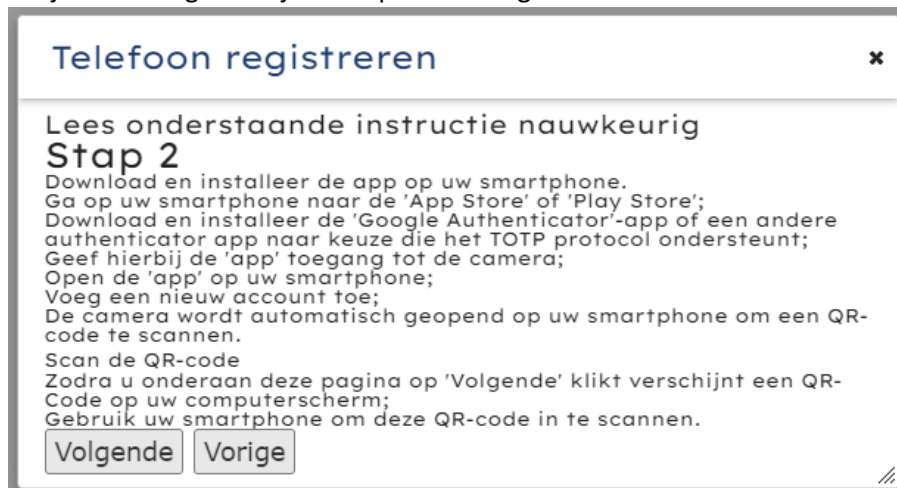 Telefoon registreren
Lees onderstaande instructie nauwkeurig
Stap 2
Download en installeer de app op uw smartphone.
Ga op uw smartphone naar de 'App Store' of 'Play Store';
Download en installeer de 'Google Authenticator'-app of een andere
authenticator app naar keuze die het TOTP protocol ondersteunt;
Geef hierbij de 'app' toegang tot de camera;
Open de 'app' op uw smartphone;
Voeg een nieuw account toe;
De camera wordt automatisch geopend op uw smartphone om een QR-
code te scannen.
Scan de QR-code
Zodra u onderaan deze pagina op 'Volgende' klikt verschijnt een QR-
Code op uw computerscherm;
Gebruik uw smartphone om deze QR-code in te scannen.
Volgende Vorige